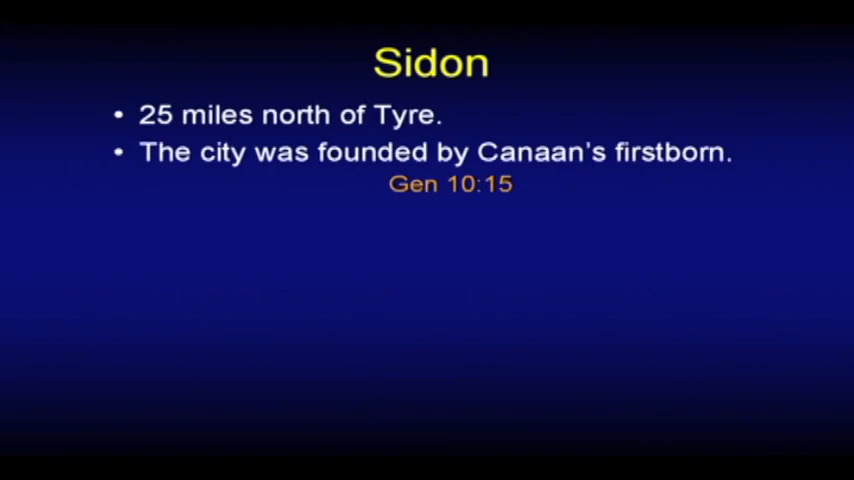 Sidon
• 25 miles north of Tyre.
• The city was founded by Canaan's firstborn.
Gen 10:15